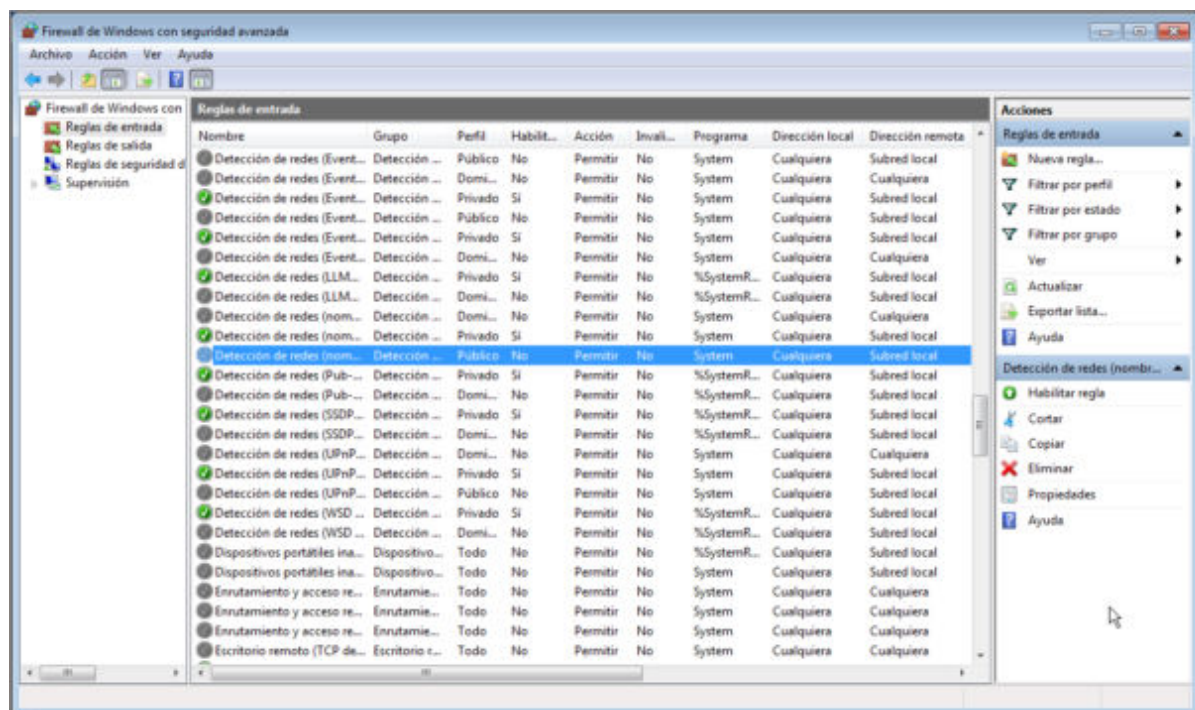 Firewall de Windows con seguridad avanzada
Archivo Acción Ver Ayuda
Firewall de Windows con
Reglas de entrada
Reglas de salida
Reglas de seguridad d
Supervisión
Reglas de entrada
Nombre Grupo Perfil Habilit... Acción Invali... Programa Dirección local Dirección remota
Detección de redes (Event... Detección ... Público No Permitir No System Cualquiera Subred local
Detección de redes (Event... Detección ... Domi... No Permitir No System Cualquiera Cualquiera
Detección de redes (Event... Detección ... Privado Sí Permitir No System Cualquiera Subred local
Detección de redes (Event... Detección ... Público No Permitir No System Cualquiera Subred local
Detección de redes (Event... Detección ... Privado Sí Permitir No System Cualquiera Subred local
Detección de redes (Event... Detección ... Domi... No Permitir No System Cualquiera Cualquiera
Detección de redes (LLM... Detección ... Privado Sí Permitir No %SystemR... Cualquiera Subred local
Detección de redes (LLM... Detección ... Domi... No Permitir No %SystemR... Cualquiera Subred local
Detección de redes (nom... Detección ... Domi... No Permitir No System Cualquiera Cualquiera
Detección de redes (nom... Detección ... Privado Sí Permitir No System Cualquiera Subred local
Detección de redes (nom... Detección ... Público No Permitir No System Cualquiera Subred local
Detección de redes (Pub-... Detección ... Privado Sí Permitir No %SystemR... Cualquiera Subred local
Detección de redes (Pub-... Detección ... Domi... No Permitir No %SystemR... Cualquiera Subred local
Detección de redes (SSDP... Detección ... Privado Sí Permitir No %SystemR... Cualquiera Subred local
Detección de redes (SSDP... Detección ... Domi... No Permitir No %SystemR... Cualquiera Subred local
Detección de redes (UPnP... Detección ... Domi... No Permitir No System Cualquiera Cualquiera
Detección de redes (UPnP... Detección ... Privado Sí Permitir No System Cualquiera Subred local
Detección de redes (UPnP... Detección ... Público No Permitir No System Cualquiera Subred local
Detección de redes (WSD ... Detección ... Privado Sí Permitir No %SystemR... Cualquiera Subred local
Detección de redes (WSD ... Detección ... Domi... No Permitir No %SystemR... Cualquiera Subred local
Dispositivos portátiles ina... Dispositivo... Todo No Permitir No %SystemR... Cualquiera Subred local
Dispositivos portátiles ina... Dispositivo... Todo No Permitir No System Cualquiera Subred local
Enrutamiento y acceso re... Enrutamie... Todo No Permitir No System Cualquiera Cualquiera
Enrutamiento y acceso re... Enrutamie... Todo No Permitir No System Cualquiera Cualquiera
Enrutamiento y acceso re... Enrutamie... Todo No Permitir No System Cualquiera Cualquiera
Escritorio remoto (TCP de... Escritorio r... Todo No Permitir No System Cualquiera Cualquiera
Acciones
Reglas de entrada
Nueva regla...
Filtrar por perfil
Filtrar por estado
Filtrar por grupo
Ver
Actualizar
Exportar lista...
Ayuda
Detección de redes (nombr...
Habilitar regla
Cortar
Copiar
Eliminar
Propiedades
Ayuda